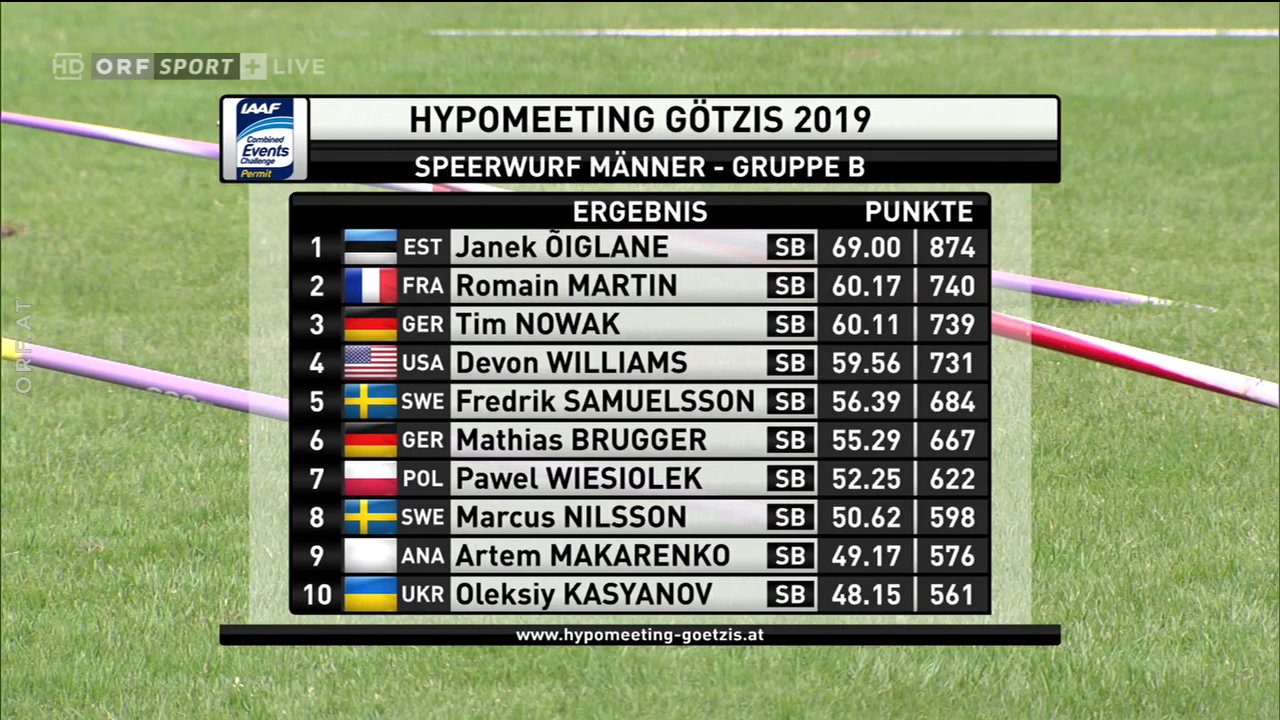 HD ORF SPORT + LIVE
IAAF
Combined
Events
Challenge
Permit
HYPOMEETING GÖTZIS 2019
SPEERWURF MÄNNER - GRUPPE B
ERGEBNIS PUNKTE
1 EST Janek ÕIGLANE SB 69.00 874
2 FRA Romain MARTIN SB 60.17 740
3 GER Tim NOWAK SB 60.11 739
4 USA Devon WILLIAMS SB 59.56 731
5 SWE Fredrik SAMUELSSON SB 56.39 684
6 GER Mathias BRUGGER SB 55.29 667
7 POL Pawel WIESIOLEK SB 52.25 622
8 SWE Marcus NILSSON SB 50.62 598
9 ANA Artem MAKARENKO SB 49.17 576
10 UKR Oleksiy KASYANOV SB 48.15 561
www.hypomeeting-goetzis.at
ORF.AT